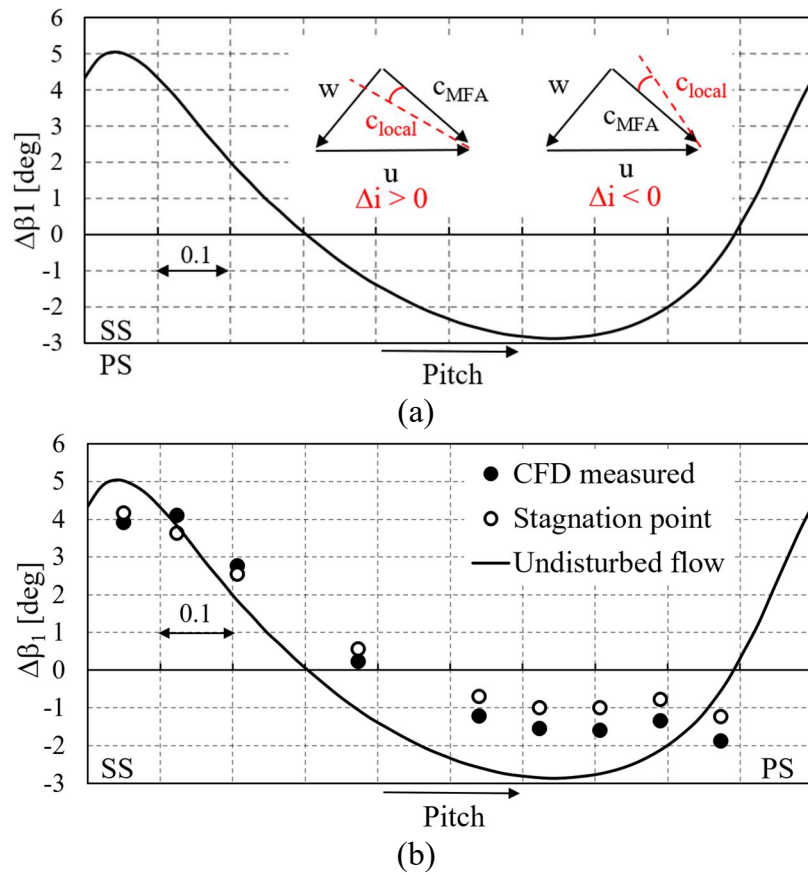 6
5
4
3
2
1
0
-1
-2
-3
Δβ1 [deg]
w
c_MFA
c_local
u
Δi > 0
w
c_local
c_MFA
u
Δi < 0
0.1
SS
PS
Pitch
(a)
6
5
4
3
2
1
0
-1
-2
-3
Δβ₁ [deg]
CFD measured
Stagnation point
Undisturbed flow
0.1
SS
PS
Pitch
(b)